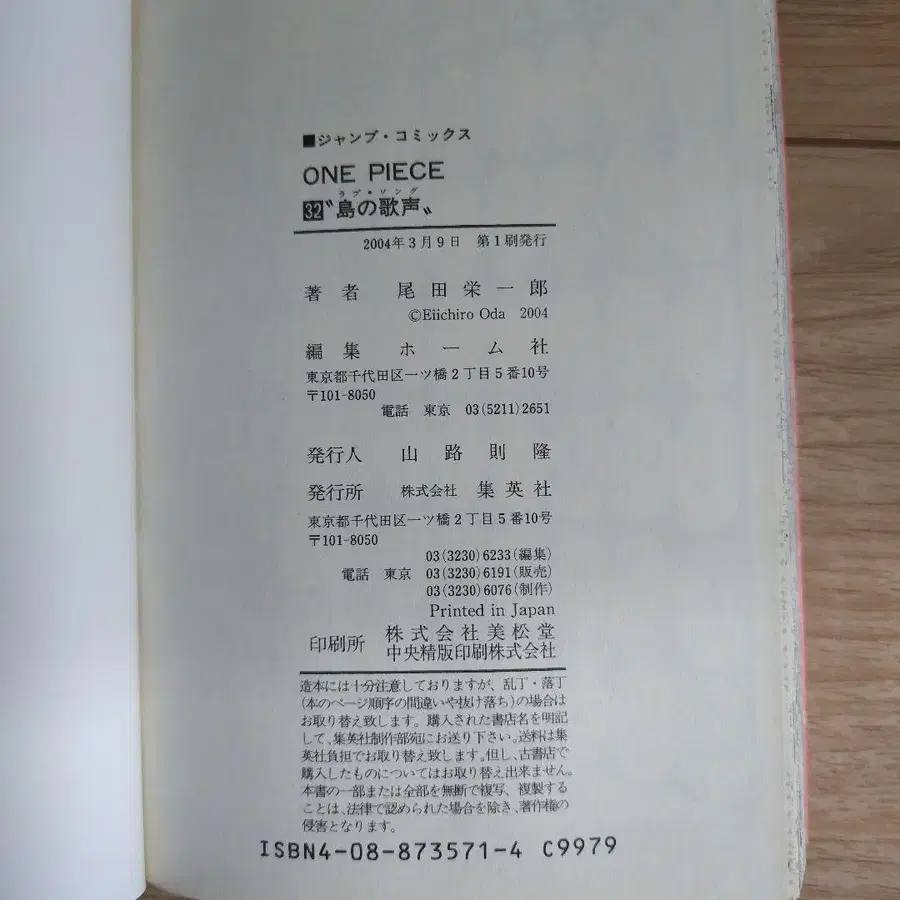 ■ジャンプ・コミックス
ONE PIECE
ラブ・ソング
32〝島の歌声〟
2004年3月9日 第1刷発行
著者 尾田栄一郎
©Eiichiro Oda 2004
編集 ホーム社
東京都千代田区一ツ橋2丁目5番10号
〒101-8050
電話 東京 03(5211)2651
発行人 山路則隆
発行所 株式会社 集英社
東京都千代田区一ツ橋2丁目5番10号
〒101-8050
03(3230)6233(編集)
電話 東京 03(3230)6191(販売)
03(3230)6076(制作)
Printed in Japan
印刷所 株式会社美松堂
中央精版印刷株式会社
造本には十分注意しておりますが、乱丁・落丁
(本のページ順序の間違いや抜け落ち)の場合は
お取り替え致します。購入された書店名を明記
して、集英社制作部宛にお送り下さい。送料は集
英社負担でお取り替え致します。但し、古書店で
購入したものについてはお取り替え出来ません。
本書の一部または全部を無断で複写、複製する
ことは、法律で認められた場合を除き、著作権の
侵害となります。
ISBN4-08-873571-4 C9979